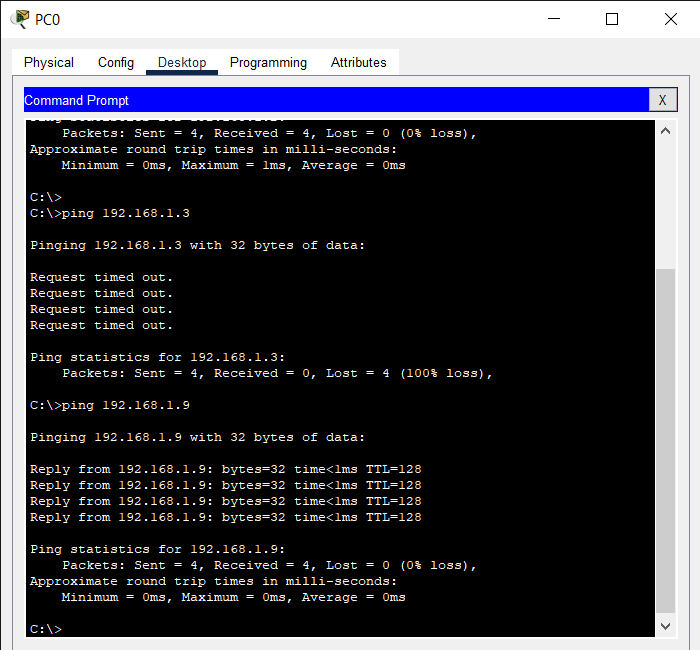 PC0
Physical Config Desktop Programming Attributes
Command Prompt X
Packets: Sent = 4, Received = 4, Lost = 0 (0% loss),
Approximate round trip times in milli-seconds:
Minimum = 0ms, Maximum = 1ms, Average = 0ms
C:\>
C:\>ping 192.168.1.3
Pinging 192.168.1.3 with 32 bytes of data:
Request timed out.
Request timed out.
Request timed out.
Request timed out.
Ping statistics for 192.168.1.3:
Packets: Sent = 4, Received = 0, Lost = 4 (100% loss),
C:\>ping 192.168.1.9
Pinging 192.168.1.9 with 32 bytes of data:
Reply from 192.168.1.9: bytes=32 time<1ms TTL=128
Reply from 192.168.1.9: bytes=32 time<1ms TTL=128
Reply from 192.168.1.9: bytes=32 time<1ms TTL=128
Reply from 192.168.1.9: bytes=32 time<1ms TTL=128
Ping statistics for 192.168.1.9:
Packets: Sent = 4, Received = 4, Lost = 0 (0% loss),
Approximate round trip times in milli-seconds:
Minimum = 0ms, Maximum = 0ms, Average = 0ms
C:\>